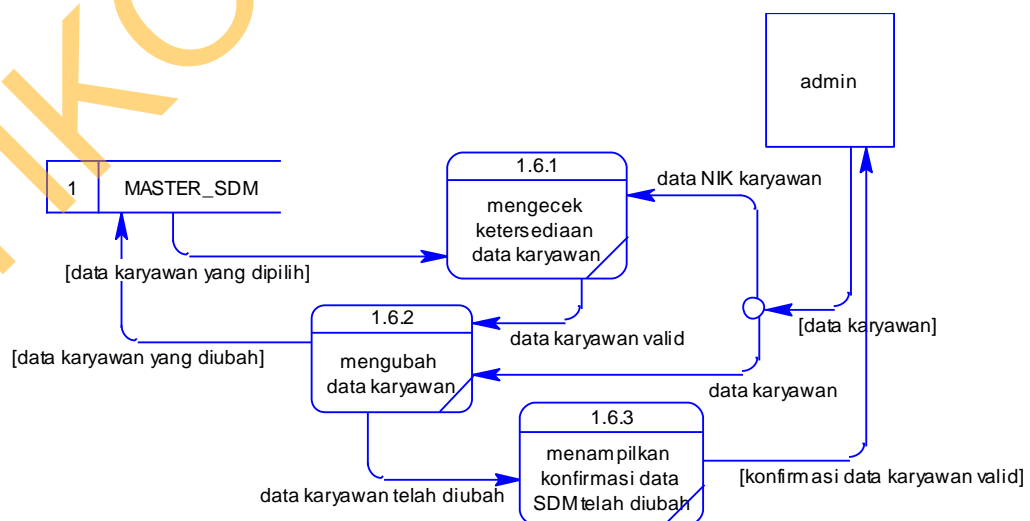 admin
1.6.1
data NIK karyawan
1 MASTER_SDM
mengecek
ketersediaan
data karyawan
[data karyawan yang dipilih]
1.6.2
data karyawan valid
[data karyawan]
[data karyawan yang diubah]
mengubah
data karyawan
data karyawan
1.6.3
menampilkan
konfirmasi data
SDM telah diubah
[konfirmasi data karyawan valid]
data karyawan telah diubah